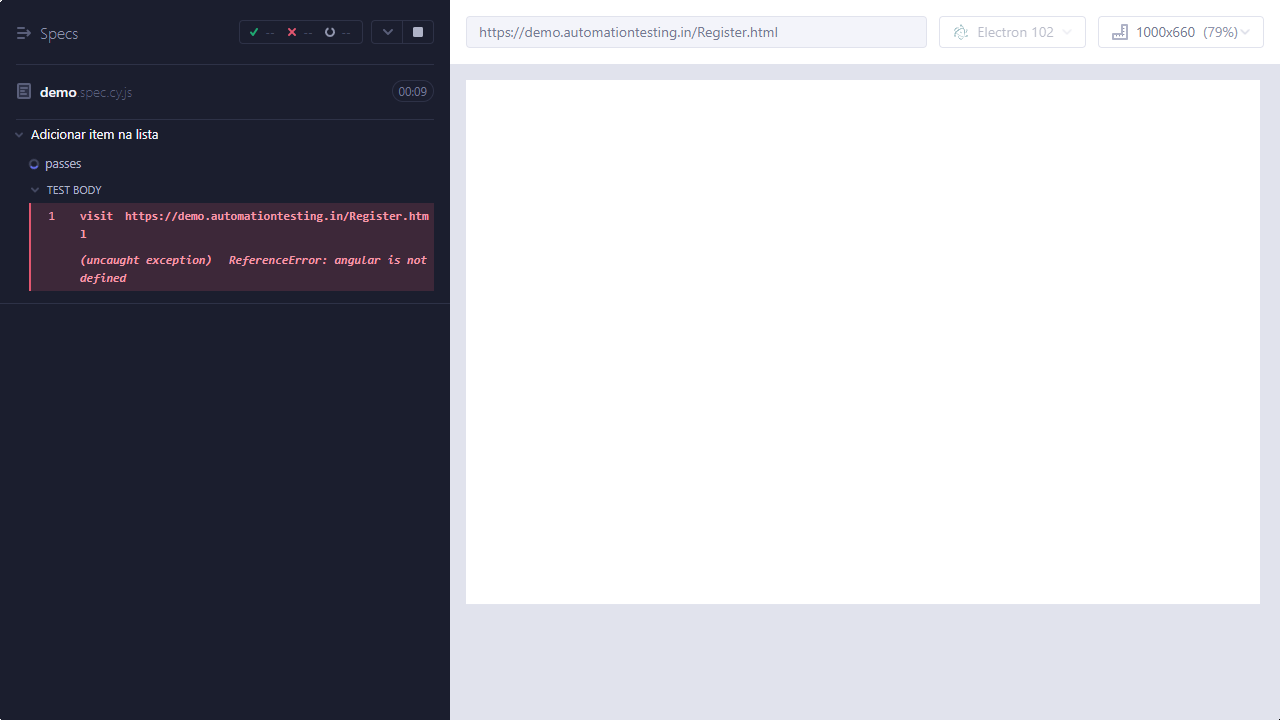 Specs -- -- --
https://demo.automationtesting.in/Register.html Electron 102 1000x660 (79%)
demo.spec.cy.js 00:09
Adicionar item na lista
passes
TEST BODY
1 visit https://demo.automationtesting.in/Register.htm
l
(uncaught exception) ReferenceError: angular is not
defined